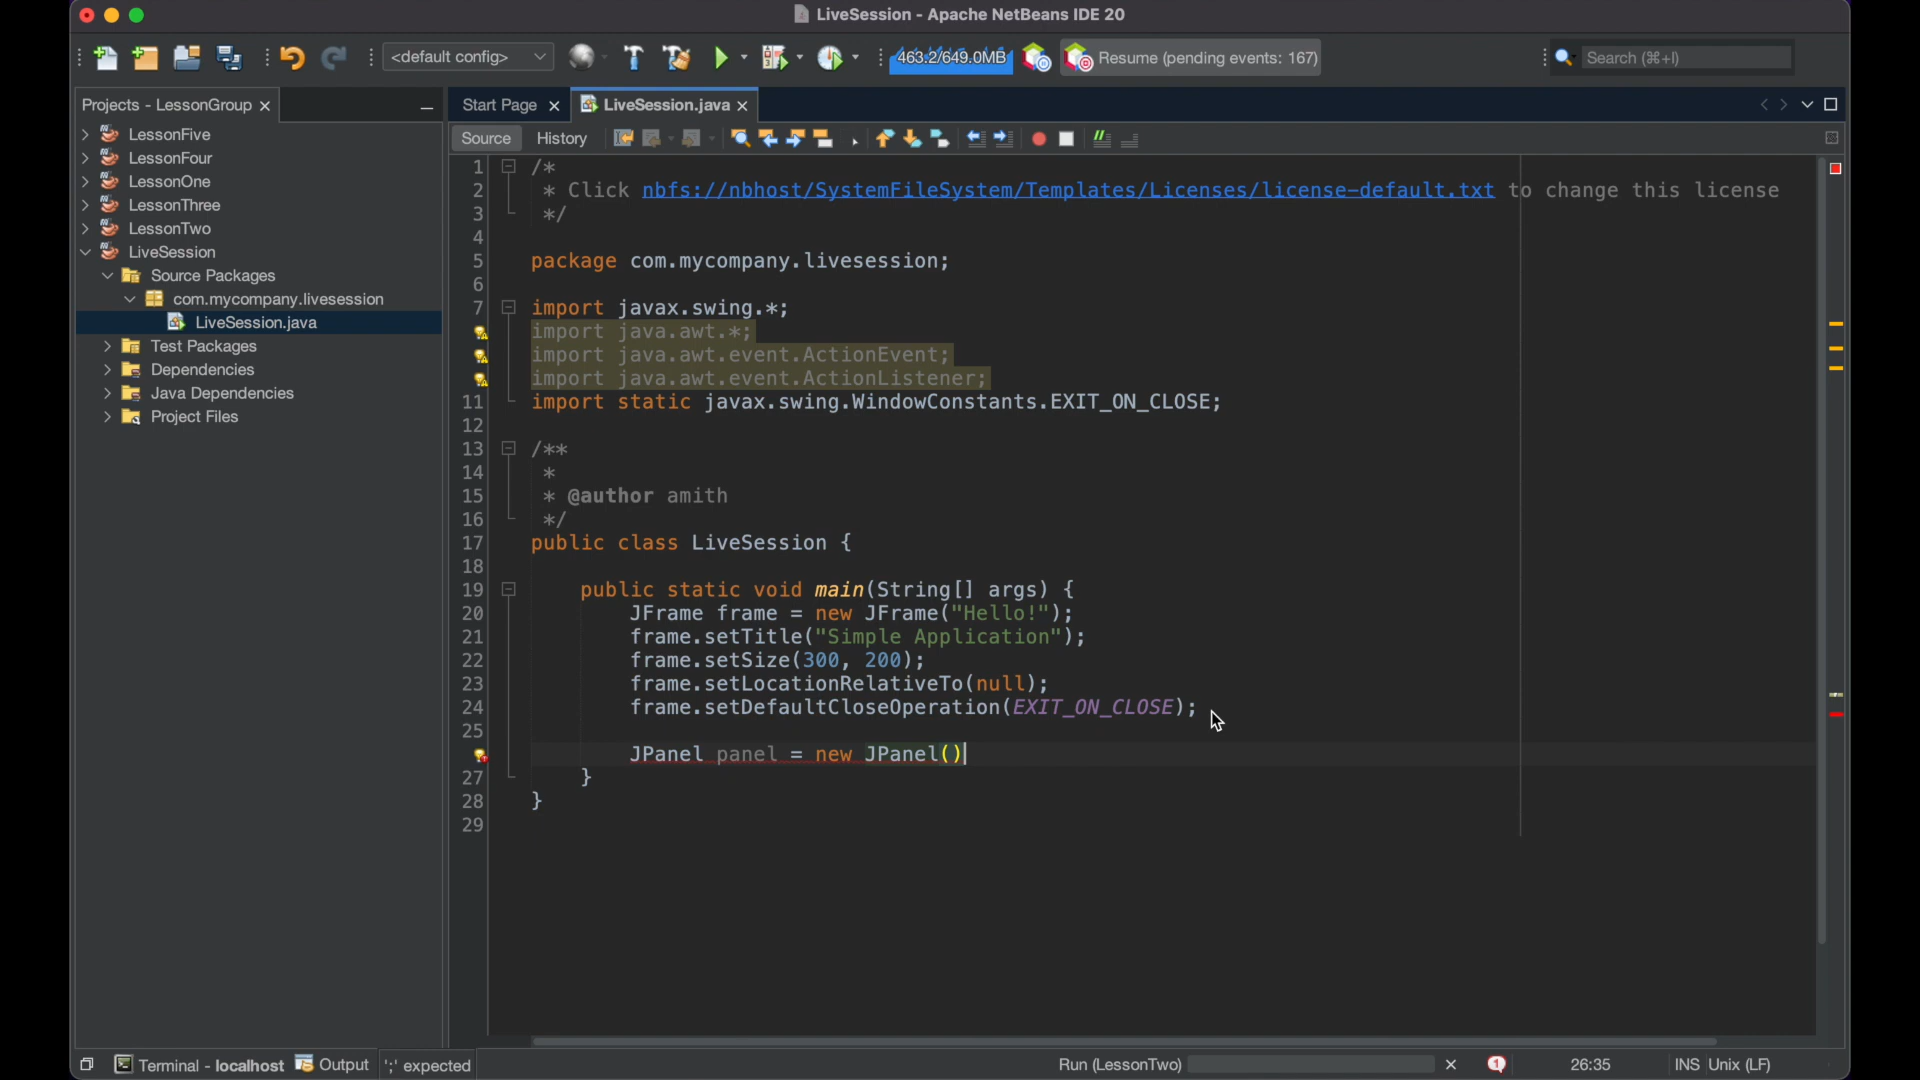 LiveSession - Apache NetBeans IDE 20
<default config>
463.2/649.0MB
Resume (pending events: 167)
Search (⌘+I)
Projects - LessonGroup
Start Page
LiveSession.java
LessonFive
LessonFour
LessonOne
LessonThree
LessonTwo
LiveSession
Source Packages
com.mycompany.livesession
LiveSession.java
Test Packages
Dependencies
Java Dependencies
Project Files
Source History
1 /*
2  * Click nbfs://nbhost/SystemFileSystem/Templates/Licenses/license-default.txt to change this license
3  */
4
5 package com.mycompany.livesession;
6
7 import javax.swing.*;
import java.awt.*;
import java.awt.event.ActionEvent;
import java.awt.event.ActionListener;
11 import static javax.swing.WindowConstants.EXIT_ON_CLOSE;
12
13 /**
14  *
15  * @author amith
16  */
17 public class LiveSession {
18
19     public static void main(String[] args) {
20         JFrame frame = new JFrame("Hello!");
21         frame.setTitle("Simple Application");
22         frame.setSize(300, 200);
23         frame.setLocationRelativeTo(null);
24         frame.setDefaultCloseOperation(EXIT_ON_CLOSE);
25
        JPanel panel = new JPanel()
27     }
28 }
29
Terminal - localhost Output ';' expected Run (LessonTwo) 1 26:35 INS Unix (LF)